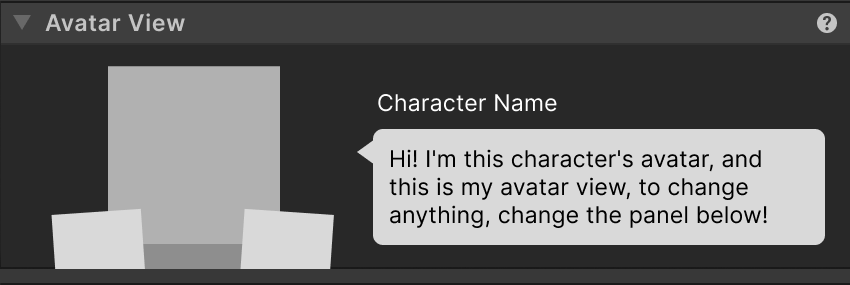 Avatar View
?
Character Name
Hi! I'm this character's avatar, and
this is my avatar view, to change
anything, change the panel below!